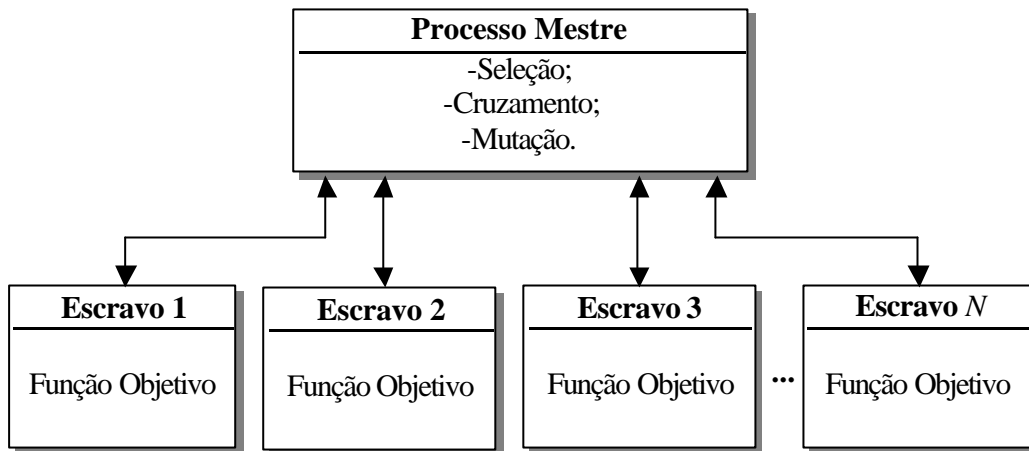 Processo Mestre
-Seleção;
-Cruzamento;
-Mutação.
Escravo 1
Função Objetivo
Escravo 2
Função Objetivo
Escravo 3
Função Objetivo
...
Escravo N
Função Objetivo